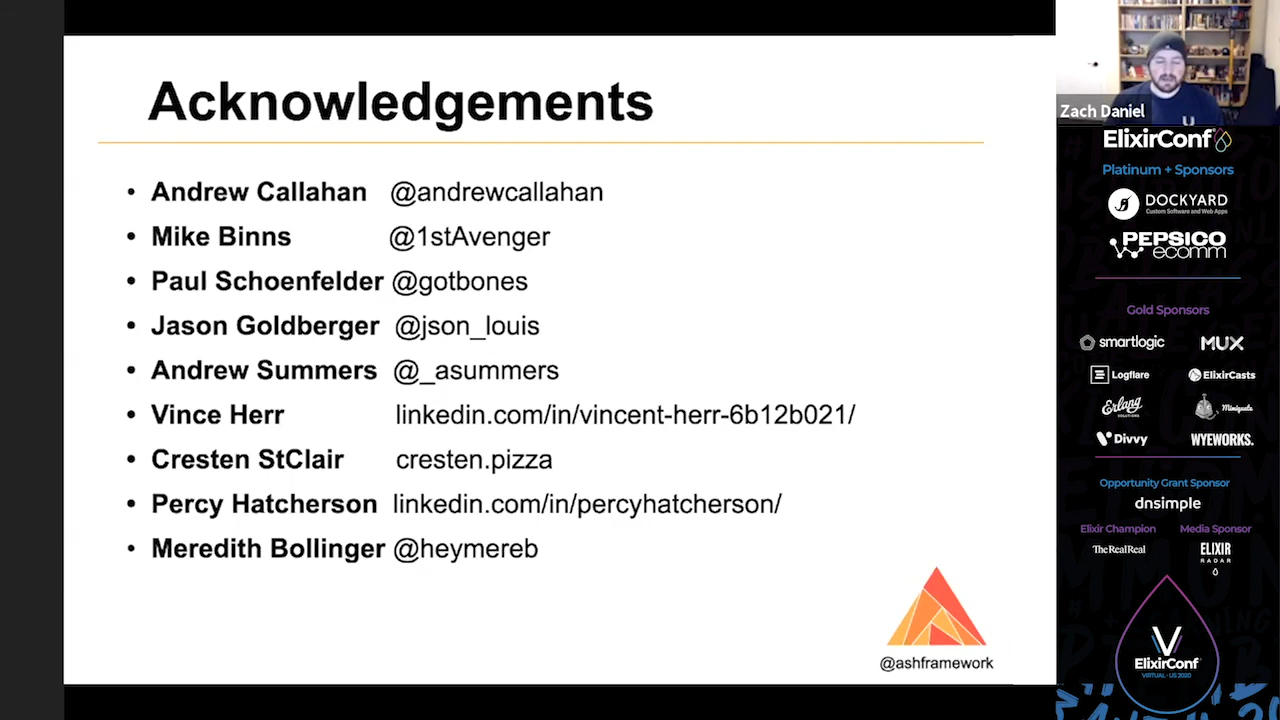 Acknowledgements
• Andrew Callahan @andrewcallahan
• Mike Binns @1stAvenger
• Paul Schoenfelder @gotbones
• Jason Goldberger @json_louis
• Andrew Summers @_asummers
• Vince Herr linkedin.com/in/vincent-herr-6b12b021/
• Cresten StClair cresten.pizza
• Percy Hatcherson linkedin.com/in/percyhatcherson/
• Meredith Bollinger @heymereb
@ashframework
Zach Daniel
ElixirConf
Platinum + Sponsors
DOCKYARD
Custom Software and Web Apps
PEPSICO
ecomm
Gold Sponsors
smartlogic MUX
Logflare ElixirCasts
Erlang Miniquate
SOLUTIONS
Divvy WYEWORKS.
Opportunity Grant Sponsor
dnsimple
Elixir Champion Media Sponsor
TheRealReal ELIXIR
RADAR
ElixirConf
VIRTUAL · US 2020